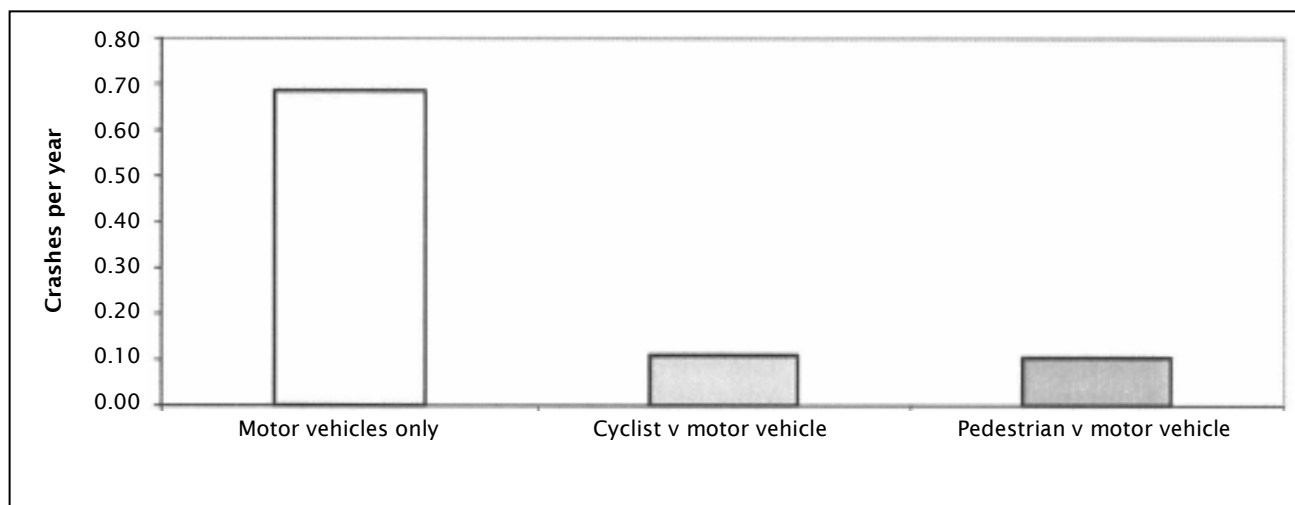 0.80
0.70
0.60
0.50
0.40
0.30
0.20
0.10
0.00
Crashes per year
Motor vehicles only
Cyclist v motor vehicle
Pedestrian v motor vehicle